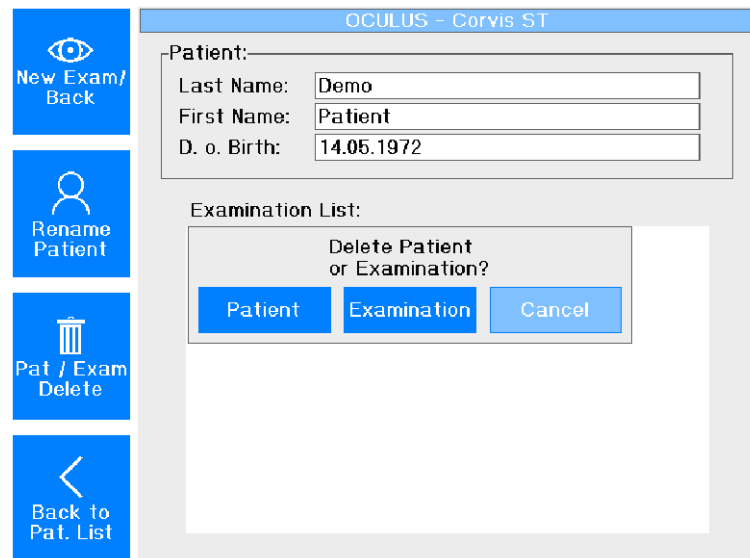 OCULUS - Corvis ST
New Exam/
Back
Rename
Patient
Pat / Exam
Delete
Back to
Pat. List
Patient:
Last Name: Demo
First Name: Patient
D. o. Birth: 14.05.1972
Examination List:
Delete Patient
or Examination?
Patient Examination Cancel